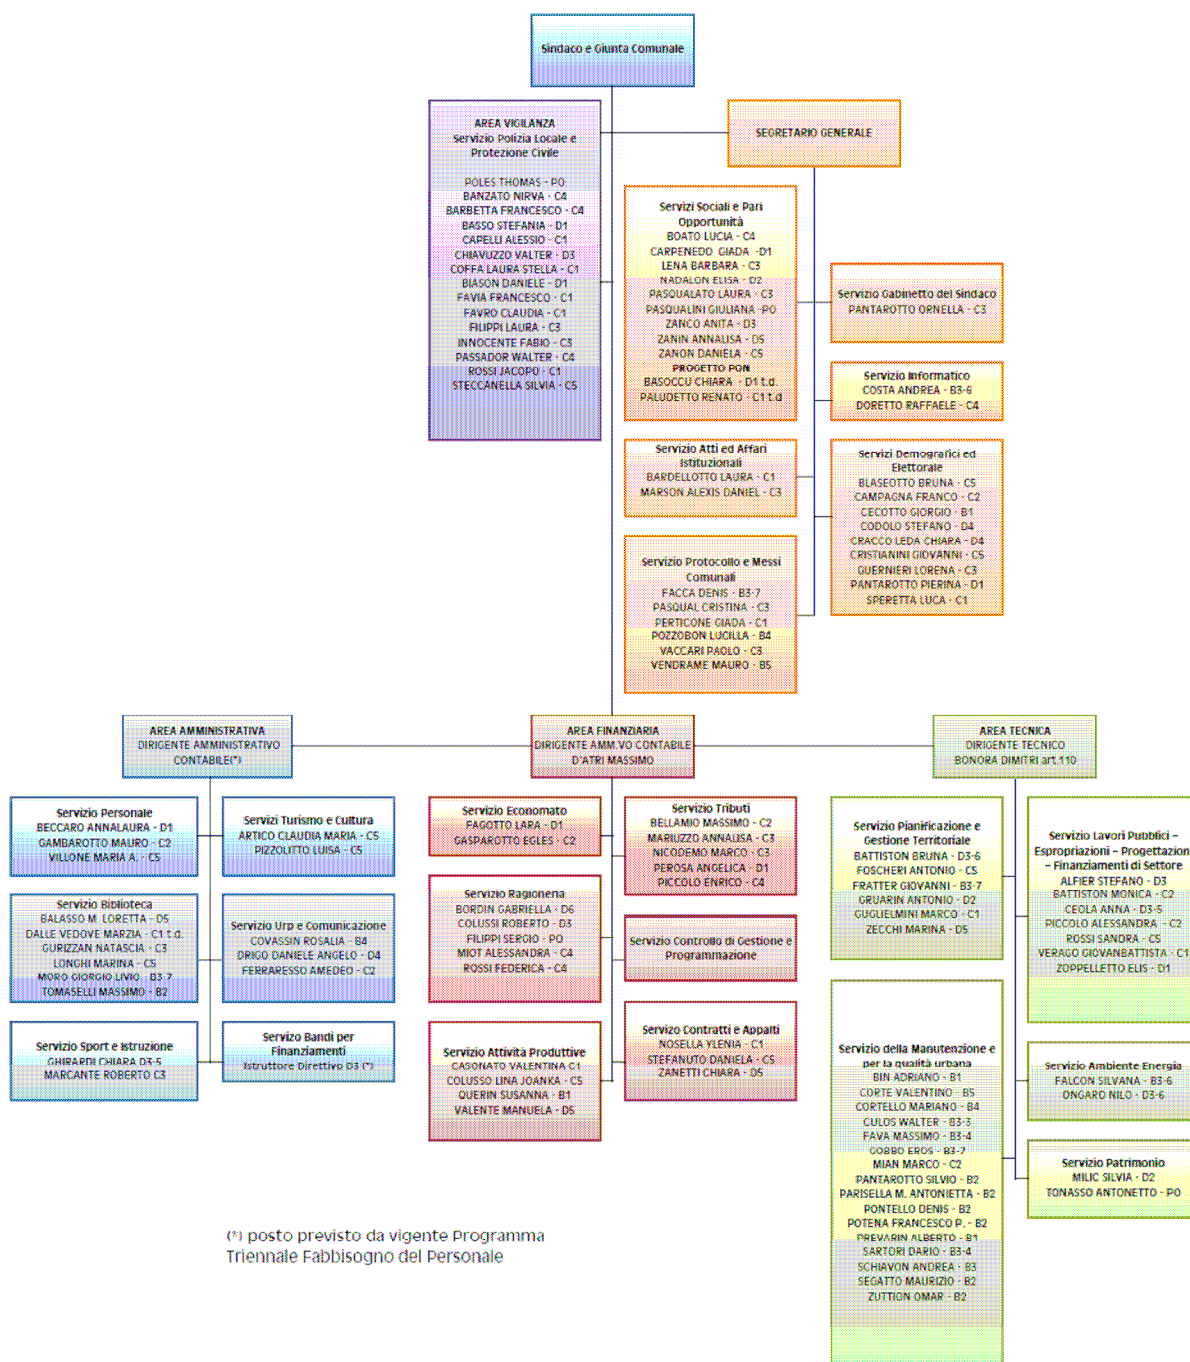 Sindaco e Giunta Comunale
AREA VIGILANZA
Servizio Polizia Locale e
Protezione Civile
POLES THOMAS - PO
BANZATO NIRVA - C4
BARBETTA FRANCESCO - C4
BASSO STEFANIA - D1
CAPELLI ALESSIO - C1
CHIAVUZZO VALTER - D3
COFFA LAURA STELLA - C1
BIASON DANIELE - D1
FAVIA FRANCESCO - C1
FAVRO CLAUDIA - C1
FILIPPI LAURA - C3
INNOCENTE FABIO - C3
PASSADOR WALTER - C4
ROSSI JACOPO - C1
STECCANELLA SILVIA - C5
SEGRETARIO GENERALE
Servizi Sociali e Pari
Opportunità
BOATO LUCIA - C4
CARPENEDO GIADA -D1
LENA BARBARA - C3
NADALON ELISA - D2
PASQUALATO LAURA - C3
PASQUALINI GIULIANA -PO
ZANCO ANITA - D3
ZANIN ANNALISA - D5
ZANON DANIELA - C5
PROGETTO PON
BASOCCU CHIARA - D1 t.d.
PALUDETTO RENATO - C1 t.d
Servizio Gabinetto del Sindaco
PANTAROTTO ORNELLA - C3
Servizio Informatico
COSTA ANDREA - B3-6
DORETTO RAFFAELE - C4
Servizio Atti ed Affari
Istituzionali
BARDELLOTTO LAURA - C1
MARSON ALEXIS DANIEL - C3
Servizi Demografici ed
Elettorale
BLASEOTTO BRUNA - C5
CAMPAGNA FRANCO - C2
CECOTTO GIORGIO - B1
CODOLO STEFANO - D4
CRACCO LEDA CHIARA - D4
CRISTIANINI GIOVANNI - C5
GUERNIERI LORENA - C3
PANTAROTTO PIERINA - D1
SPERETTA LUCA - C1
Servizio Protocollo e Messi
Comunali
FACCA DENIS - B3-7
PASQUAL CRISTINA - C3
PERTICONE GIADA - C1
POZZOBON LUCILLA - B4
VACCARI PAOLO - C3
VENDRAME MAURO - B5
AREA AMMINISTRATIVA
DIRIGENTE AMMINISTRATIVO
CONTABILE(*)
AREA FINANZIARIA
DIRIGENTE AMM.VO CONTABILE
D'ATRI MASSIMO
AREA TECNICA
DIRIGENTE TECNICO
BONORA DIMITRI art.110
Servizio Personale
BECCARO ANNALAURA - D1
GAMBAROTTO MAURO - C2
VILLONE MARIA A. - C5
Servizi Turismo e Cultura
ARTICO CLAUDIA MARIA - C5
PIZZOLITTO LUISA - C5
Servizio Biblioteca
BALASSO M. LORETTA - D5
DALLE VEDOVE MARZIA - C1 t.d.
GURIZZAN NATASCIA - C3
LONGHI MARINA - C5
MORO GIORGIO LIVIO - B3-7
TOMASELLI MASSIMO - B2
Servizio Urp e Comunicazione
COVASSIN ROSALIA - B4
DRIGO DANIELE ANGELO - D4
FERRARESSO AMEDEO - C2
Servizio Sport e Istruzione
GHIRARDI CHIARA D3-5
MARCANTE ROBERTO C3
Servizo Bandi per
Finanziamenti
Istruttore Direttivo D3 (*)
Servizio Economato
FAGOTTO LARA - D1
GASPAROTTO EGLES - C2
Servizio Tributi
BELLAMIO MASSIMO - C2
MARIUZZO ANNALISA - C3
NICODEMO MARCO - C3
PEROSA ANGELICA - D1
PICCOLO ENRICO - C4
Servizio Ragioneria
BORDIN GABRIELLA - D6
COLUSSI ROBERTO - D3
FILIPPI SERGIO - PO
MIOT ALESSANDRA - C4
ROSSI FEDERICA - C4
Servizio Controllo di Gestione e
Programmazione
Servizio Attività Produttive
CASONATO VALENTINA C1
COLUSSO LINA JOANKA - C5
QUERIN SUSANNA - B1
VALENTE MANUELA - D5
Servizo Contratti e Appalti
NOSELLA YLENIA - C1
STEFANUTO DANIELA - C5
ZANETTI CHIARA - D5
Servizio Pianificazione e
Gestione Territoriale
BATTISTON BRUNA - D3-6
FOSCHERI ANTONIO - C5
FRATTER GIOVANNI - B3-7
GRUARIN ANTONIO - D2
GUGLIELMINI MARCO - C1
ZECCHI MARINA - D5
Servizio Lavori Pubblici –
Espropriazioni – Progettazion
– Finanziamenti di Settore
ALFIER STEFANO - D3
BATTISTON MONICA - C2
CEOLA ANNA - D3-5
PICCOLO ALESSANDRA - C2
ROSSI SANDRA - C5
VERAGO GIOVANBATTISTA - C1
ZOPPELLETTO ELIS - D1
Servizio della Manutenzione e
per la qualità urbana
BIN ADRIANO - B1
CORTE VALENTINO - B5
CORTELLO MARIANO - B4
CULOS WALTER - B3-3
FAVA MASSIMO - B3-4
GOBBO EROS - B3-7
MIAN MARCO - C2
PANTAROTTO SILVIO - B2
PARISELLA M. ANTONIETTA - B2
PONTELLO DENIS - B2
POTENA FRANCESCO P. - B2
PREVARIN ALBERTO - B1
SARTORI DARIO - B3-4
SCHIAVON ANDREA - B3
SEGATTO MAURIZIO - B2
ZUTTION OMAR - B2
Servizio Ambiente Energia
FALCON SILVANA - B3-6
ONGARO NILO - D3-6
Servizio Patrimonio
MILIC SILVIA - D2
TONASSO ANTONETTO - PO
(*) posto previsto da vigente Programma
Triennale Fabbisogno del Personale